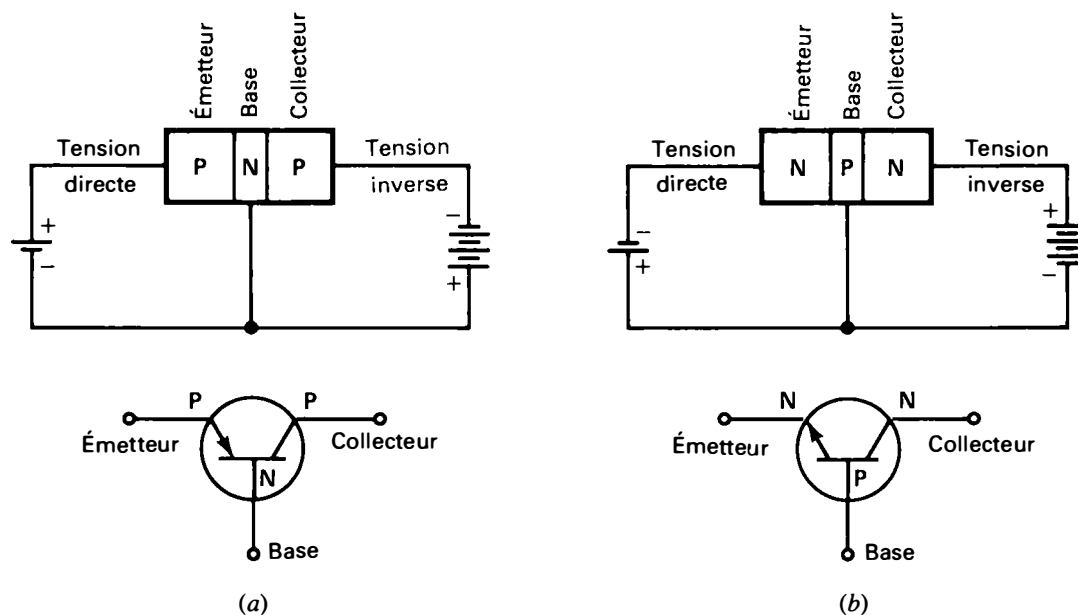 Émetteur
Base
Collecteur
Tension
directe
P
N
P
Tension
inverse
+
−
−
+
P
P
Émetteur
Collecteur
N
Base
(a)
Émetteur
Base
Collecteur
Tension
directe
N
P
N
Tension
inverse
−
+
+
−
N
N
Émetteur
Collecteur
P
Base
(b)